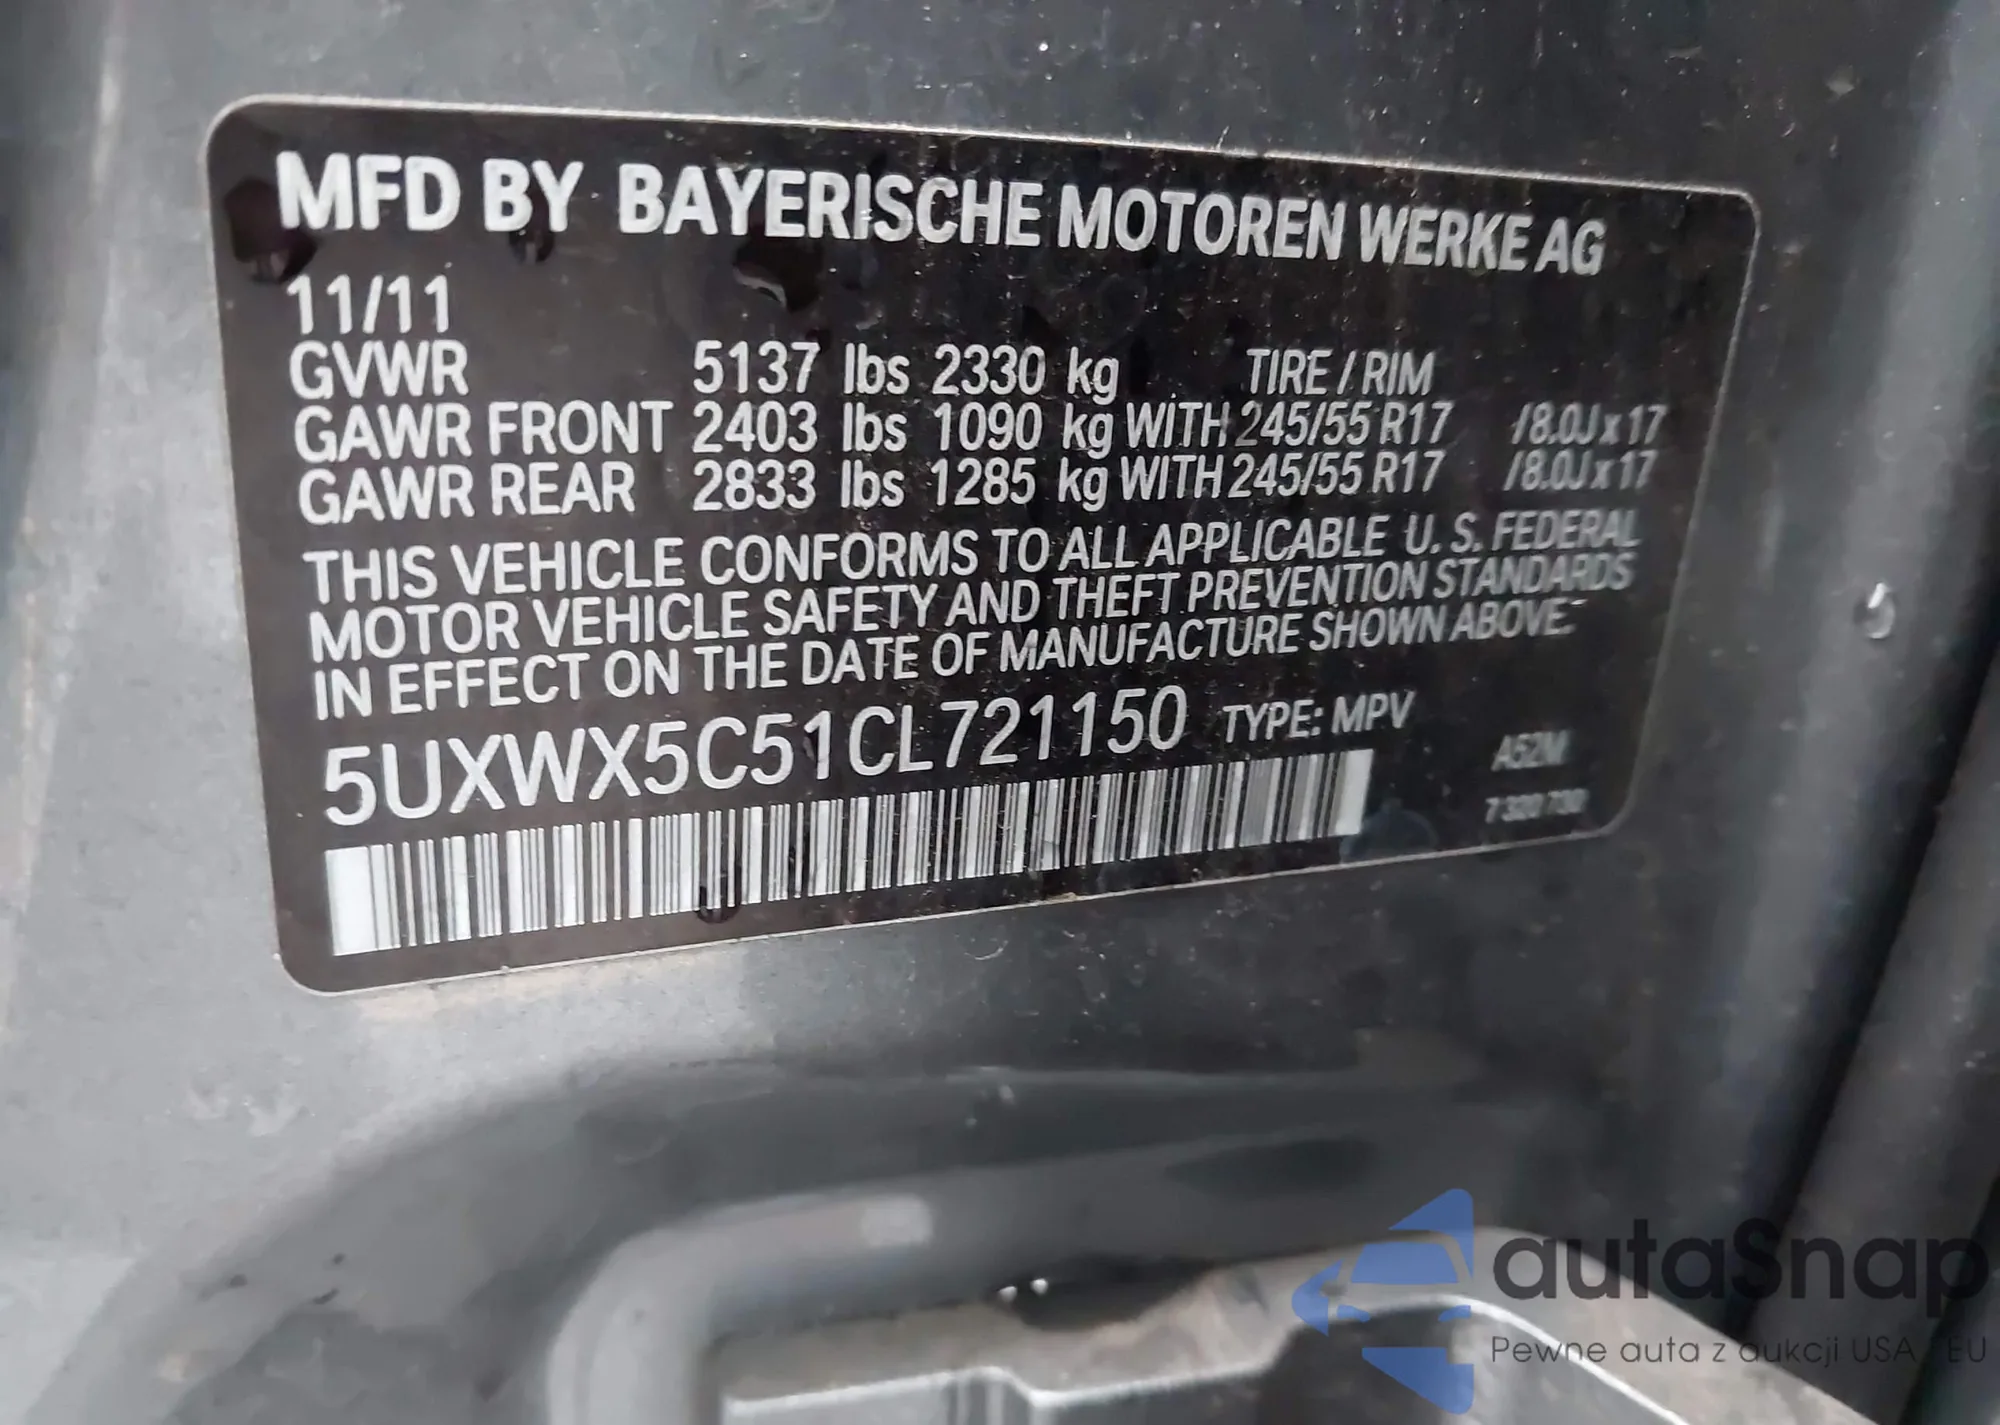 MFD BY BAYERISCHE MOTOREN WERKE AG
11/11
GVWR 5137 lbs 2330 kg TIRE / RIM
GAWR FRONT 2403 lbs 1090 kg WITH 245/55 R17 /8.0J x 17
GAWR REAR 2833 lbs 1285 kg WITH 245/55 R17 /8.0J x 17
THIS VEHICLE CONFORMS TO ALL APPLICABLE U. S. FEDERAL
MOTOR VEHICLE SAFETY AND THEFT PREVENTION STANDARDS
IN EFFECT ON THE DATE OF MANUFACTURE SHOWN ABOVE.
5UXWX5C51CL721150 TYPE: MPV
A52M
autaSnap
Pewne auta z aukcji USA EU